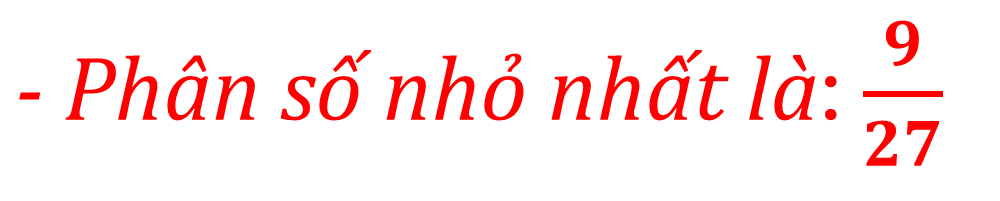 - Phân số nhỏ nhất là: 9/27